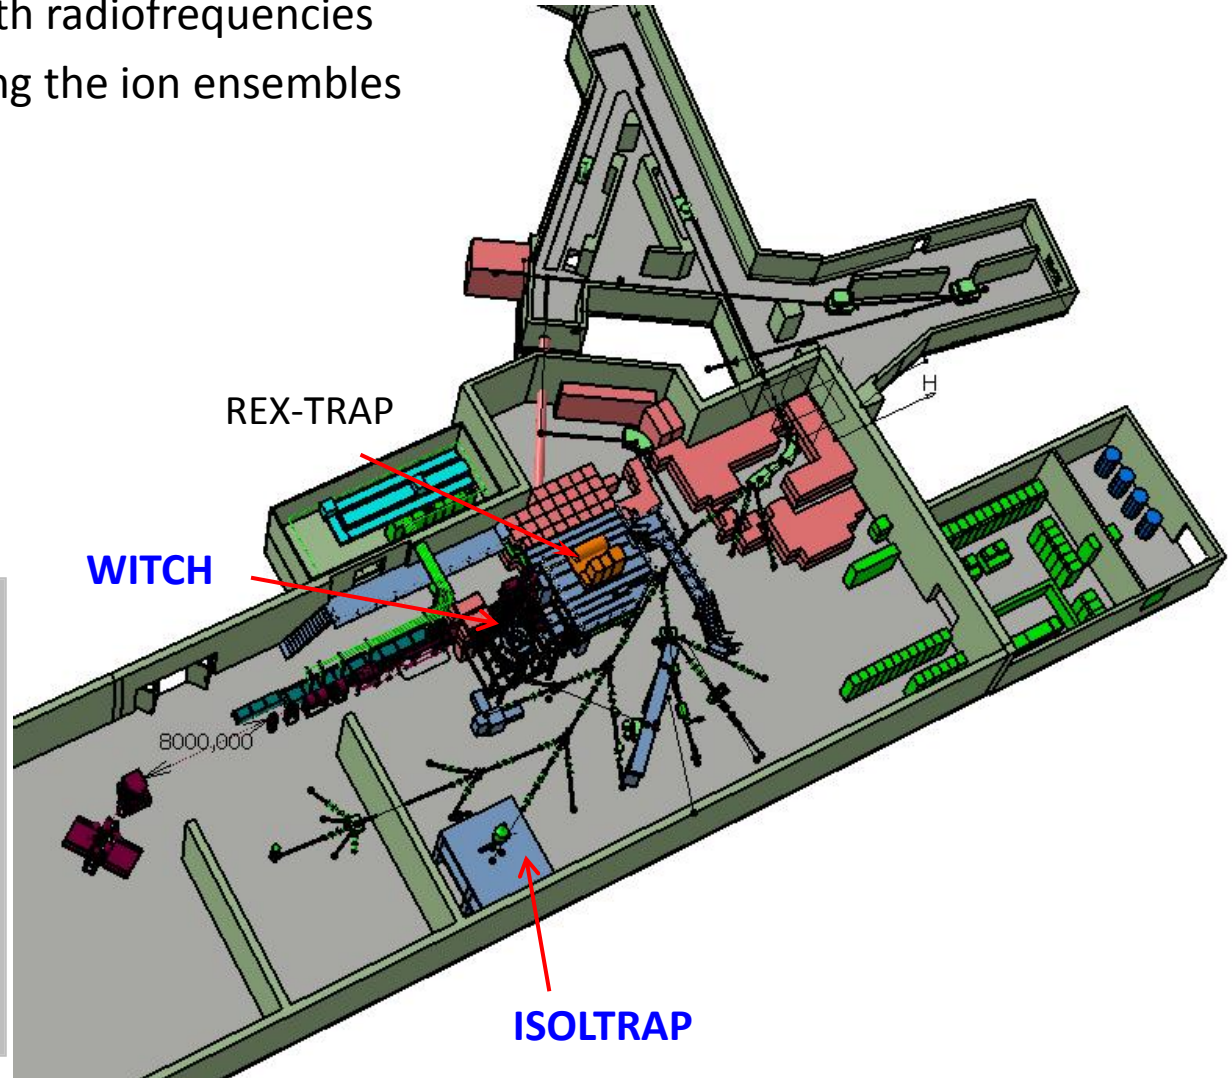 th radiofrequencies
ng the ion ensembles
H
REX-TRAP
WITCH
8000,000
ISOLTRAP